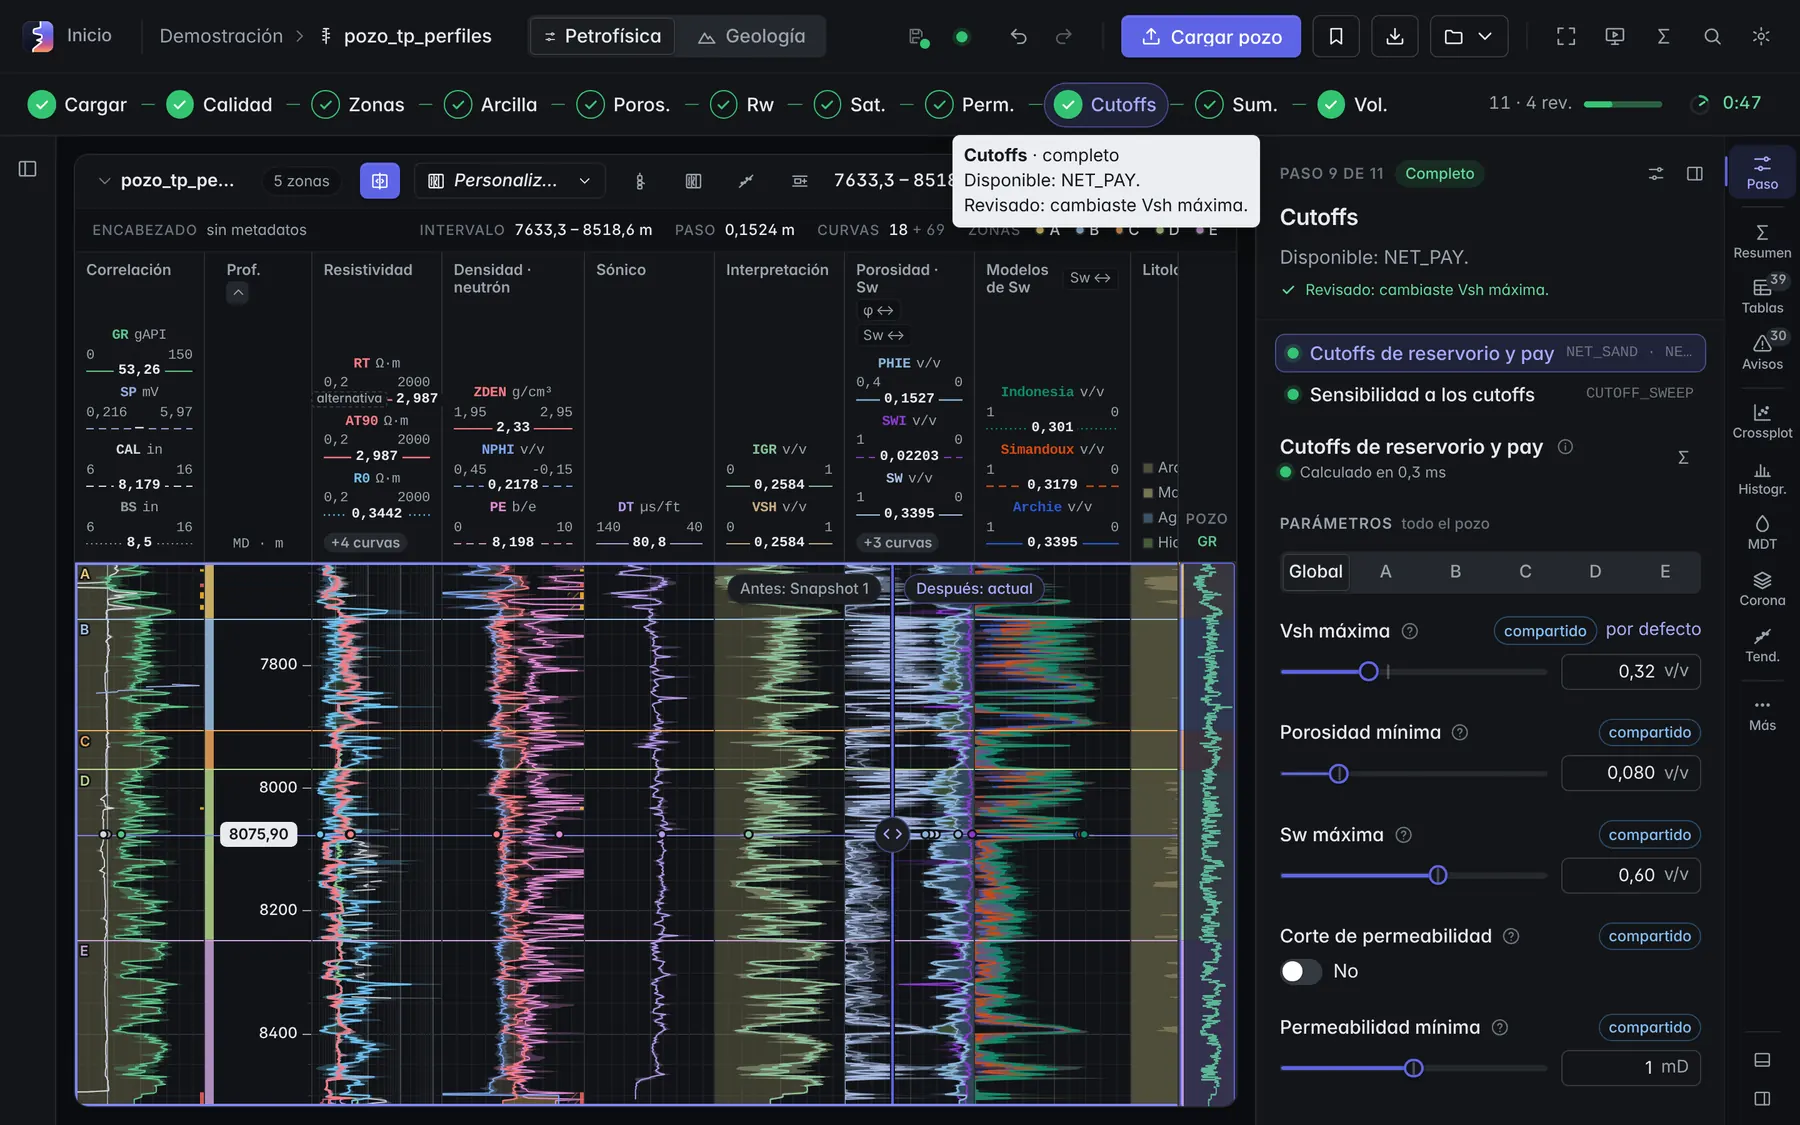 Inicio
Demostración
pozo_tp_perfiles
Petrofísica
Geología
Cargar pozo
Cargar
Calidad
Zonas
Arcilla
Poros.
Rw
Sat.
Perm.
Cutoffs
Sum.
Vol.
11 · 4 rev.
0:47
Cutoffs · completo
Disponible: NET_PAY.
Revisado: cambiaste Vsh máxima.
pozo_tp_pe...
5 zonas
Personaliz...
7633,3 – 8518
ENCABEZADO sin metadatos
INTERVALO 7633,3 – 8518,6 m
PASO 0,1524 m
CURVAS 18 + 69
ZONAS A B C D E
Correlación
Prof.
Resistividad
Densidad · neutrón
Sónico
Interpretación
Porosidad · Sw
φ
Sw
Modelos de Sw
Sw
GR gAPI
0 150
53,26
SP mV
0,216 5,97
CAL in
6 16
8,179
BS in
6 16
8,5
MD · m
RT Ω·m
0,2 2000
alternativa 2,987
AT90 Ω·m
0,2 2000
2,987
R0 Ω·m
0,2 2000
0,3442
+4 curvas
ZDEN g/cm³
1,95 2,95
2,33
NPHI v/v
0,45 -0,15
0,2178
PE b/e
0 10
8,198
DT µs/ft
140 40
80,8
IGR v/v
0 1
0,2584
VSH v/v
0 1
0,2584
PHIE v/v
0,4 0
0,1527
SWI v/v
1 0
0,02203
SW v/v
1 0
0,3395
+3 curvas
Indonesia v/v
1 0
0,301
Simandoux v/v
1 0
0,3179
Archie v/v
1 0
0,3395
POZO
GR
A
B
C
D
E
Antes: Snapshot 1
Después: actual
7800
8000
8075,90
8200
8400
PASO 9 DE 11
Completo
Cutoffs
Disponible: NET_PAY.
Revisado: cambiaste Vsh máxima.
Cutoffs de reservorio y pay NET_SAND · NE...
Sensibilidad a los cutoffs CUTOFF_SWEEP
Cutoffs de reservorio y pay
Calculado en 0,3 ms
PARÁMETROS todo el pozo
Global A B C D E
Vsh máxima compartido por defecto
0,32 v/v
Porosidad mínima compartido
0,080 v/v
Sw máxima compartido
0,60 v/v
Corte de permeabilidad compartido
No
Permeabilidad mínima compartido
1 mD
Paso
Resumen
39
Tablas
30
Avisos
Crossplot
Histogr.
MDT
Corona
Tend.
Más